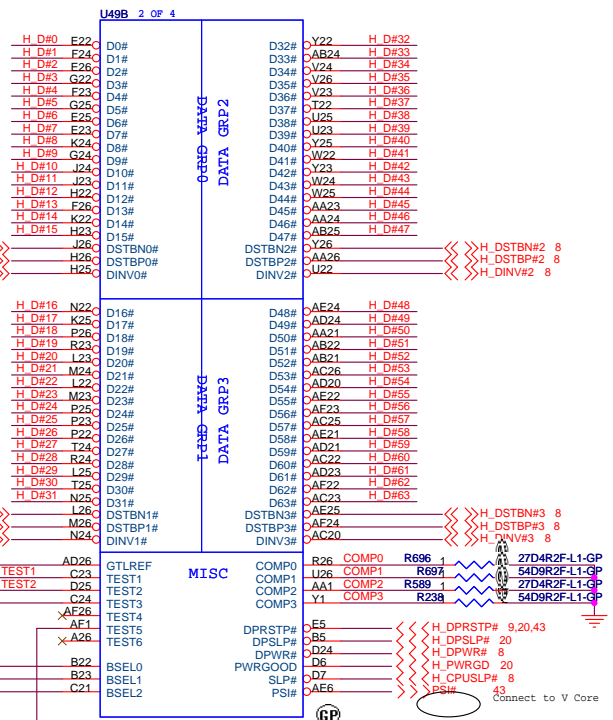 U49B 2 OF 4
H_D#0 E22 D0# D32# Y22 H_D#32
H_D#1 F24 D1# D33# AB24 H_D#33
H_D#2 E26 D2# D34# V24 H_D#34
H_D#3 G22 D3# D35# V26 H_D#35
H_D#4 F23 D4# D36# V23 H_D#36
H_D#5 G25 D5# D37# T22 H_D#37
H_D#6 E25 D6# D38# U25 H_D#38
H_D#7 E23 D7# D39# U23 H_D#39
H_D#8 K24 D8# D40# Y25 H_D#40
H_D#9 G24 D9# D41# W22 H_D#41
H_D#10 J24 D10# D42# Y23 H_D#42
H_D#11 J23 D11# D43# W24 H_D#43
H_D#12 H22 D12# D44# W25 H_D#44
H_D#13 F26 D13# D45# AA23 H_D#45
H_D#14 K22 D14# D46# AA24 H_D#46
H_D#15 H23 D15# D47# AB25 H_D#47
J26 DSTBN0# DSTBN2# Y26 H_DSTBN#2 8
H26 DSTBP0# DSTBP2# AA26 H_DSTBP#2 8
H25 DINV0# DINV2# U22 H_DINV#2 8
DATA GRP0
DATA GRP2
H_D#16 N22 D16# D48# AE24 H_D#48
H_D#17 K25 D17# D49# AD24 H_D#49
H_D#18 P26 D18# D50# AA21 H_D#50
H_D#19 R23 D19# D51# AB22 H_D#51
H_D#20 L23 D20# D52# AB21 H_D#52
H_D#21 M24 D21# D53# AC26 H_D#53
H_D#22 L22 D22# D54# AD20 H_D#54
H_D#23 M23 D23# D55# AE22 H_D#55
H_D#24 P25 D24# D56# AF23 H_D#56
H_D#25 P23 D25# D57# AC25 H_D#57
H_D#26 P22 D26# D58# AE21 H_D#58
H_D#27 T24 D27# D59# AD21 H_D#59
H_D#28 R24 D28# D60# AC22 H_D#60
H_D#29 L25 D29# D61# AD23 H_D#61
H_D#30 T25 D30# D62# AF22 H_D#62
H_D#31 N25 D31# D63# AC23 H_D#63
L26 DSTBN1# DSTBN3# AE25 H_DSTBN#3 8
M26 DSTBP1# DSTBP3# AF24 H_DSTBP#3 8
N24 DINV1# DINV3# AC20 H_DINV#3 8
DATA GRP1
DATA GRP3
MISC
AD26 GTLREF COMP0 R26 COMP0 R696 1 27D4R2F-L1-GP
TEST1 C23 TEST1 COMP1 U26 COMP1 R697 1 54D9R2F-L1-GP
TEST2 D25 TEST2 COMP2 AA1 COMP2 R589 1 27D4R2F-L1-GP
C24 TEST3 COMP3 Y1 COMP3 R238 1 54D9R2F-L1-GP
AF26 TEST4
AF1 TEST5 DPRSTP# E5 H_DPRSTP# 9,20,43
A26 TEST6 DPSLP# B5 H_DPSLP# 20
DPWR# D24 H_DPWR# 8
B22 BSEL0 PWRGOOD D6 H_PWRGD 20
B23 BSEL1 SLP# D7 H_CPUSLP# 8
C21 BSEL2 PSI# AE6 PSI# 43
Connect to V Core
GP